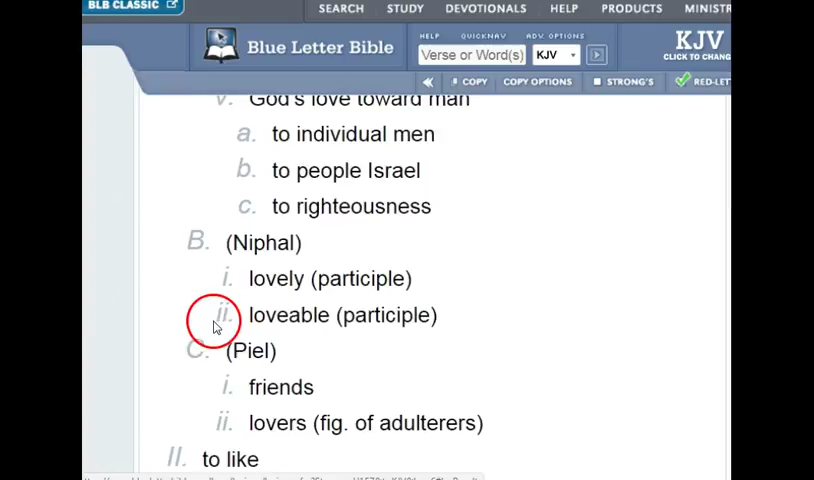 BLB CLASSIC
SEARCH STUDY DEVOTIONALS HELP PRODUCTS MINISTR
HELP QUICKNAV ADV. OPTIONS
Blue Letter Bible
Verse or Word(s) KJV
KJV
CLICK TO CHANG
COPY COPY OPTIONS STRONG'S RED-LET
v. God's love toward man
a. to individual men
b. to people Israel
c. to righteousness
B. (Niphal)
i. lovely (participle)
ii. loveable (participle)
C. (Piel)
i. friends
ii. lovers (fig. of adulterers)
II. to like